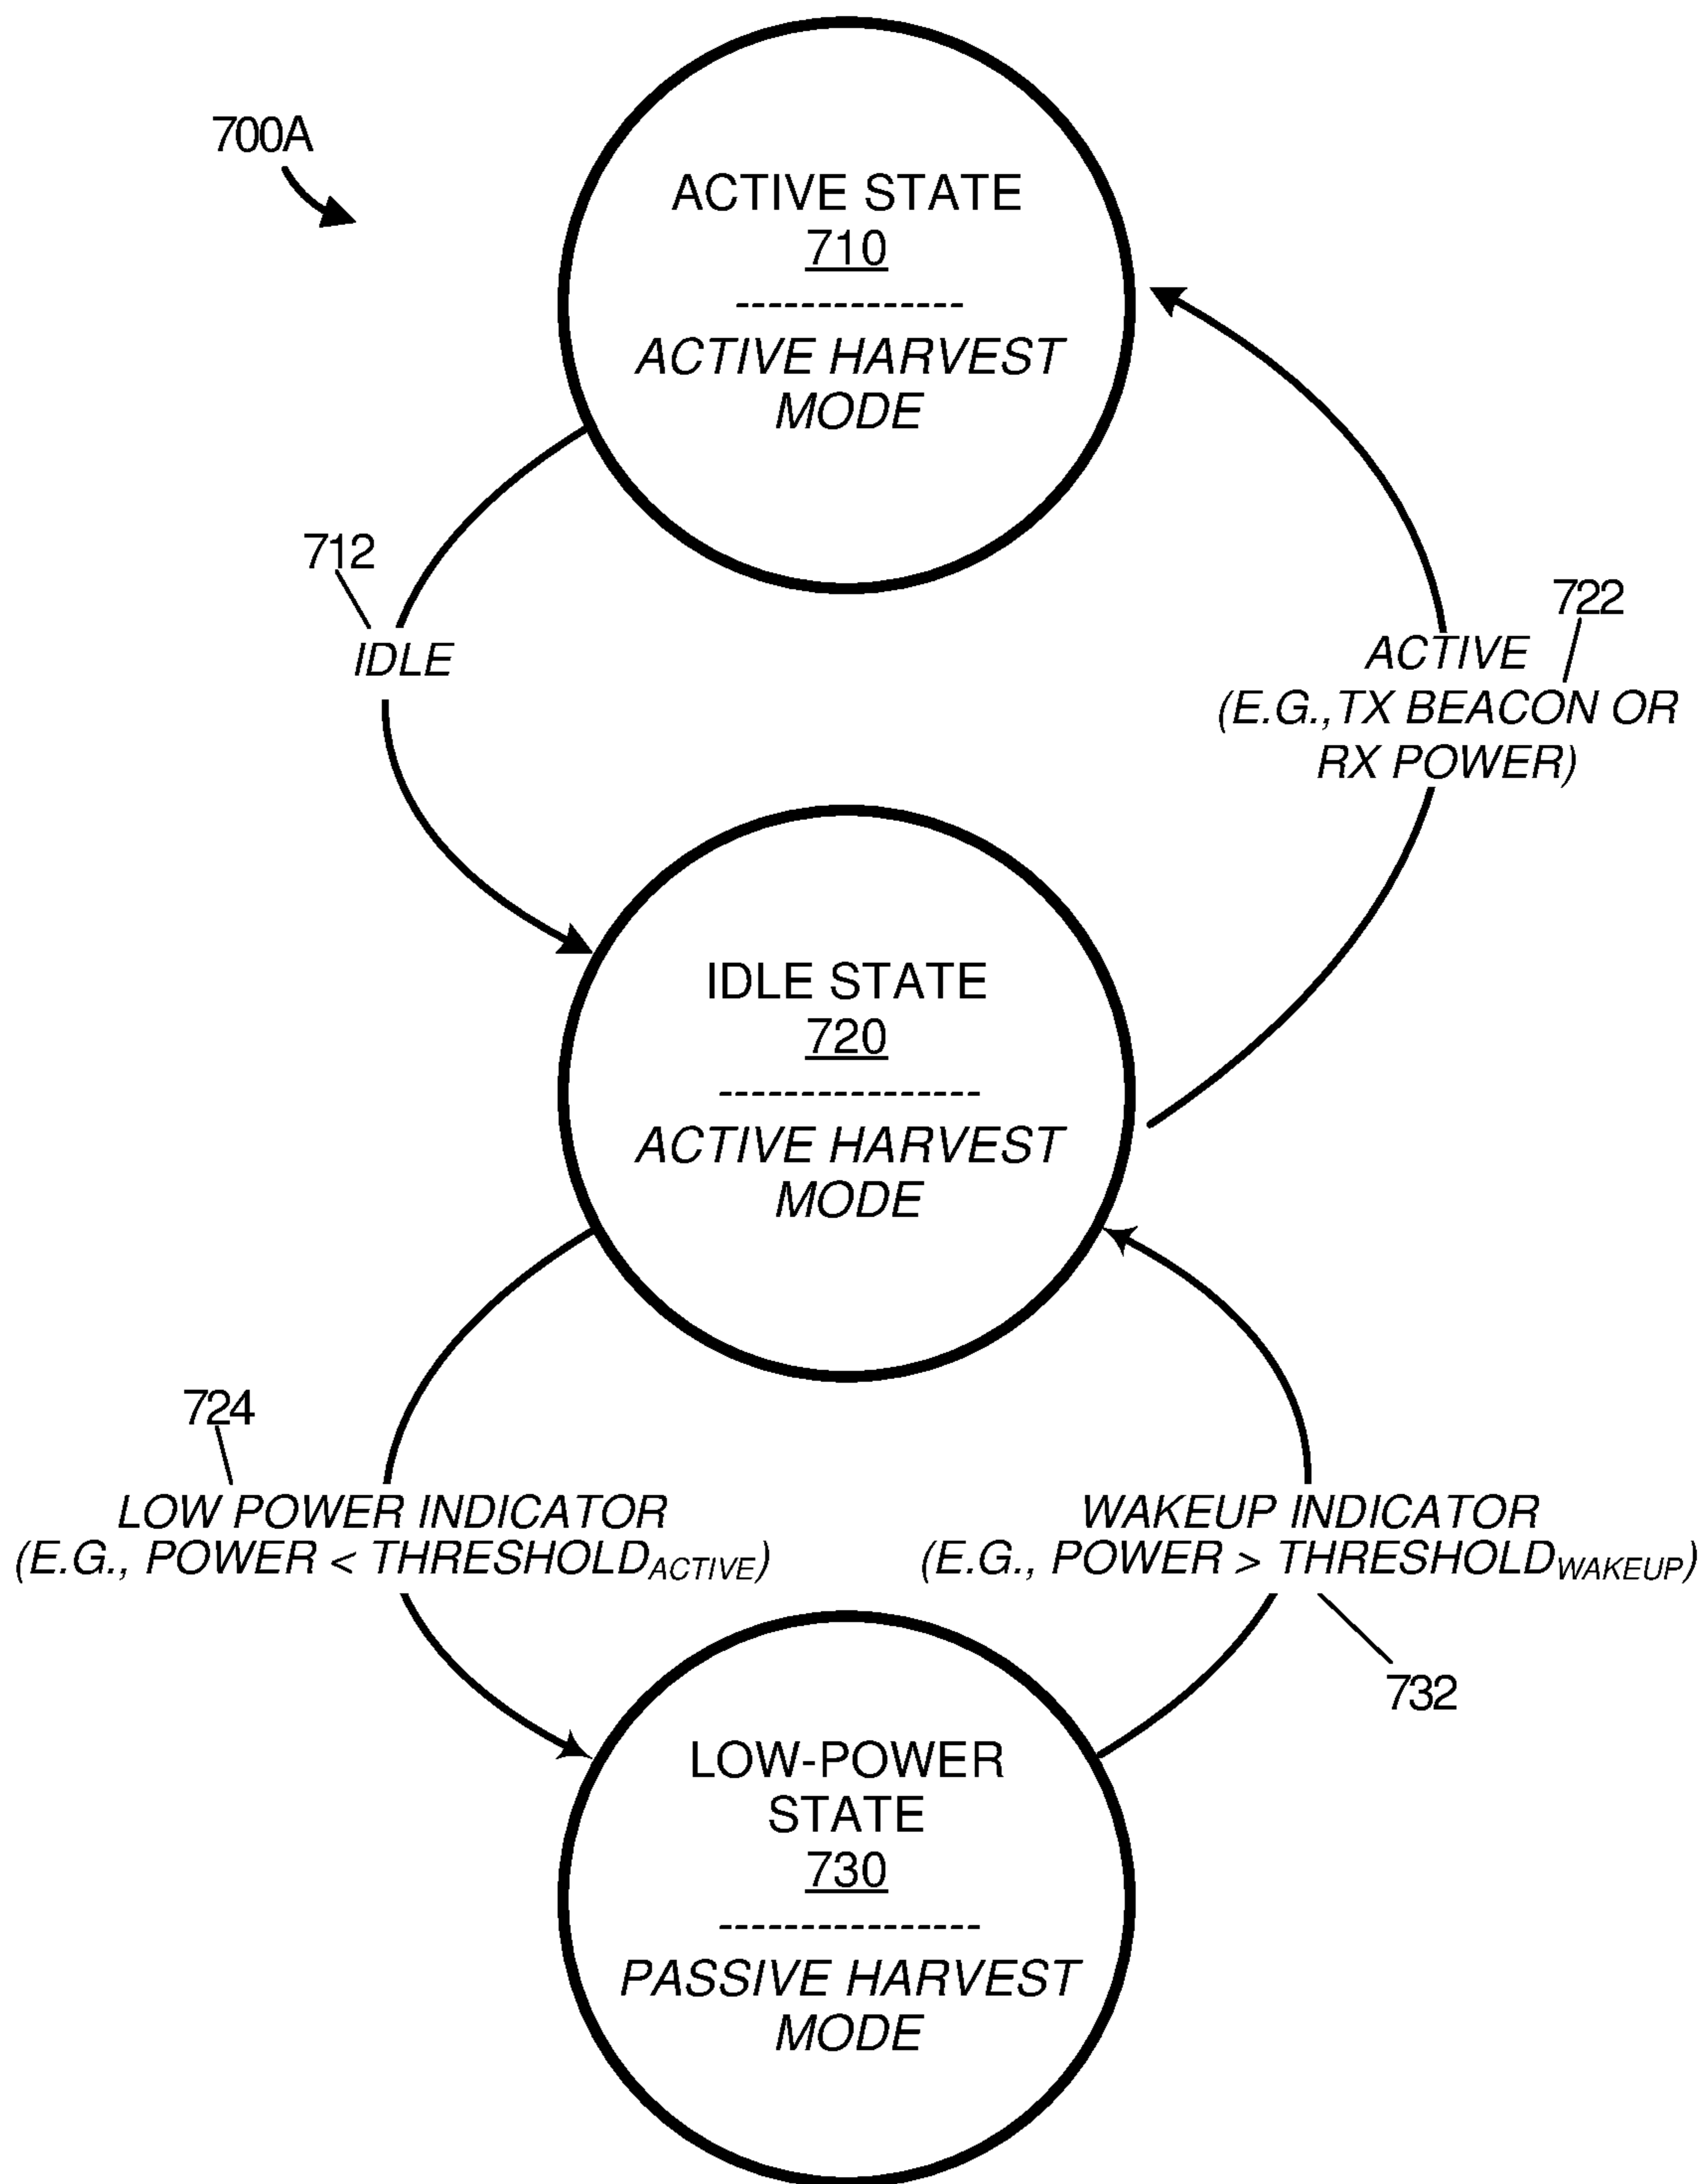 700A
ACTIVE STATE
710
--------------
ACTIVE HARVEST
MODE
712
IDLE
722
ACTIVE
(E.G.,TX BEACON OR
RX POWER)
IDLE STATE
720
----------------
ACTIVE HARVEST
MODE
724
LOW POWER INDICATOR
(E.G., POWER < THRESHOLDACTIVE)
WAKEUP INDICATOR
(E.G., POWER > THRESHOLDWAKEUP)
732
LOW-POWER
STATE
730
----------------
PASSIVE HARVEST
MODE